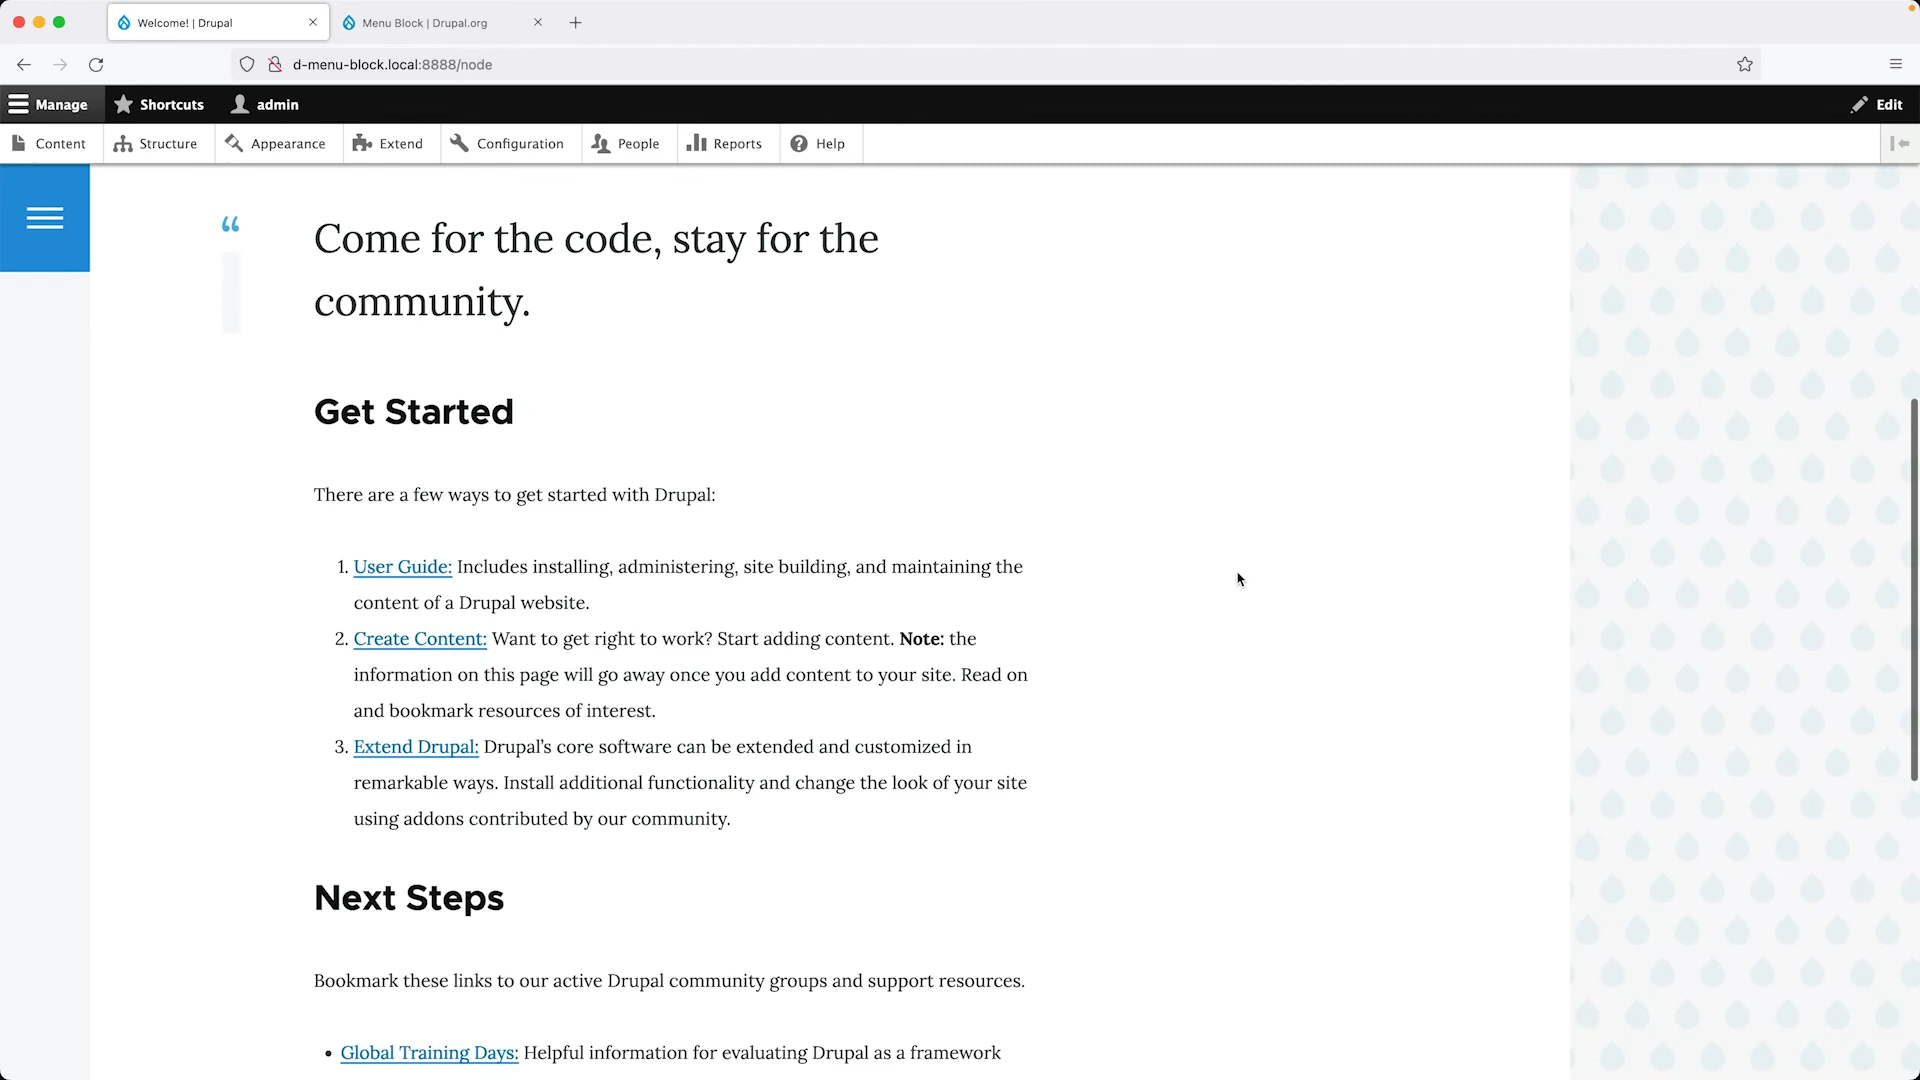 Welcome! | Drupal
Menu Block | Drupal.org
d-menu-block.local:8888/node
Manage
Shortcuts
admin
Edit
Content
Structure
Appearance
Extend
Configuration
People
Reports
Help
“
Come for the code, stay for the
community.
Get Started
There are a few ways to get started with Drupal:
1. User Guide: Includes installing, administering, site building, and maintaining the
content of a Drupal website.
2. Create Content: Want to get right to work? Start adding content. Note: the
information on this page will go away once you add content to your site. Read on
and bookmark resources of interest.
3. Extend Drupal: Drupal’s core software can be extended and customized in
remarkable ways. Install additional functionality and change the look of your site
using addons contributed by our community.
Next Steps
Bookmark these links to our active Drupal community groups and support resources.
• Global Training Days: Helpful information for evaluating Drupal as a framework